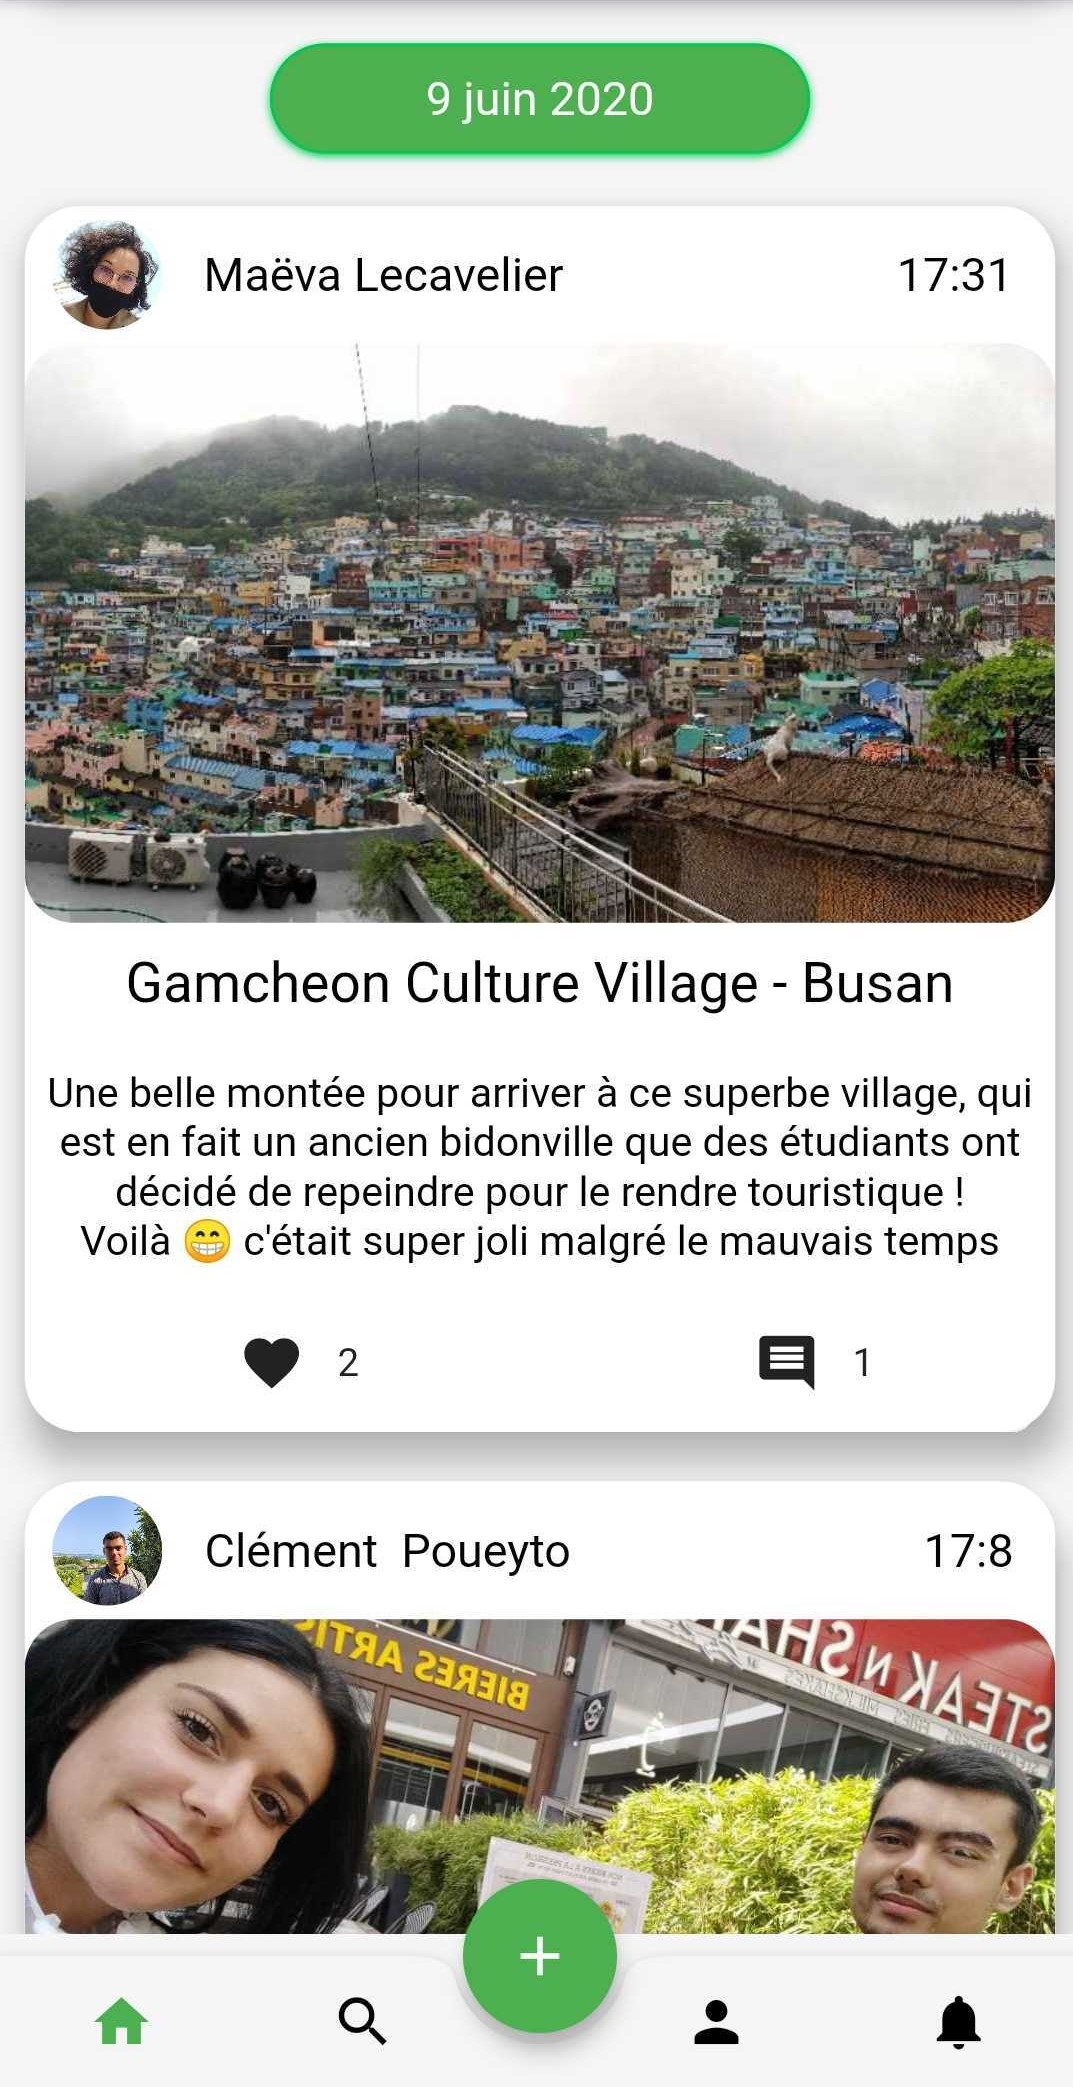 9 juin 2020
Maëva Lecavelier
17:31
Gamcheon Culture Village - Busan
Une belle montée pour arriver à ce superbe village, qui
est en fait un ancien bidonville que des étudiants ont
décidé de repeindre pour le rendre touristique !
Voilà 😁 c'était super joli malgré le mauvais temps
2
1
Clément  Poueyto
17:8
BIERES ARTIS
STEAK N SHA
+